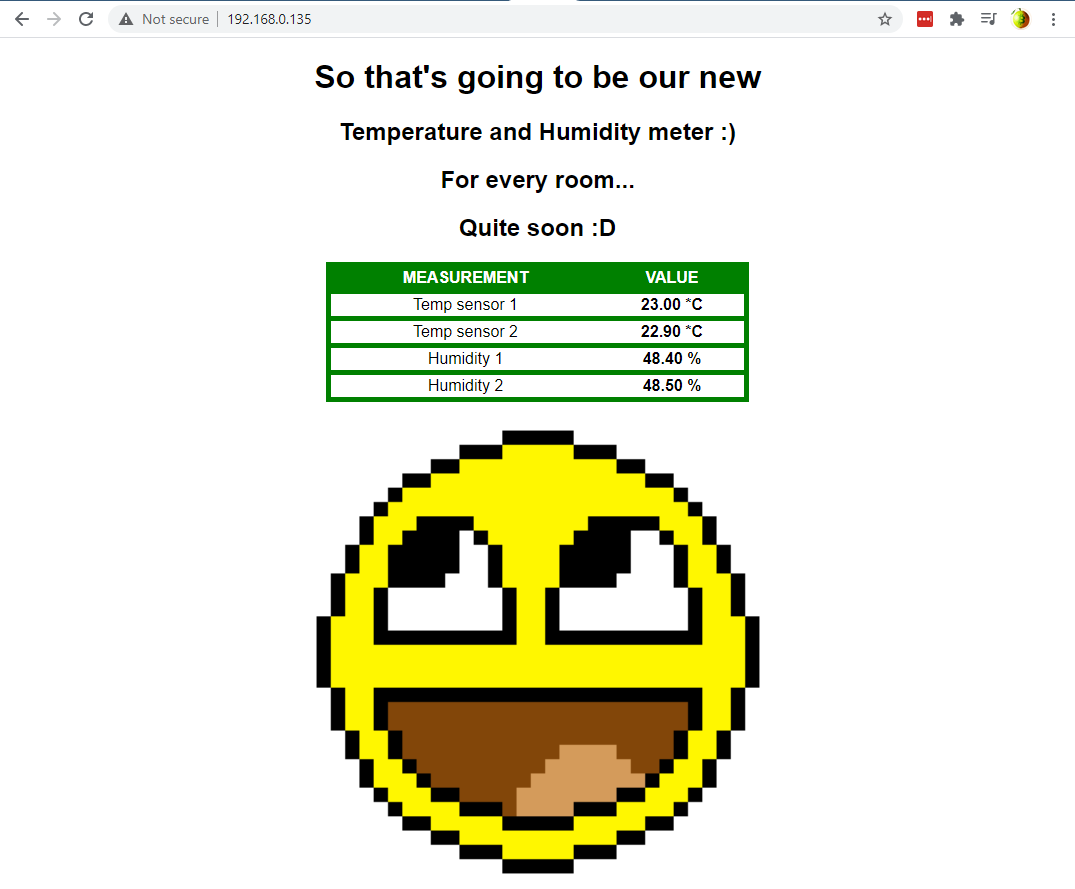 Not secure 192.168.0.135
So that's going to be our new
Temperature and Humidity meter :)
For every room...
Quite soon :D
MEASUREMENT VALUE
Temp sensor 1 23.00 *C
Temp sensor 2 22.90 *C
Humidity 1 48.40 %
Humidity 2 48.50 %